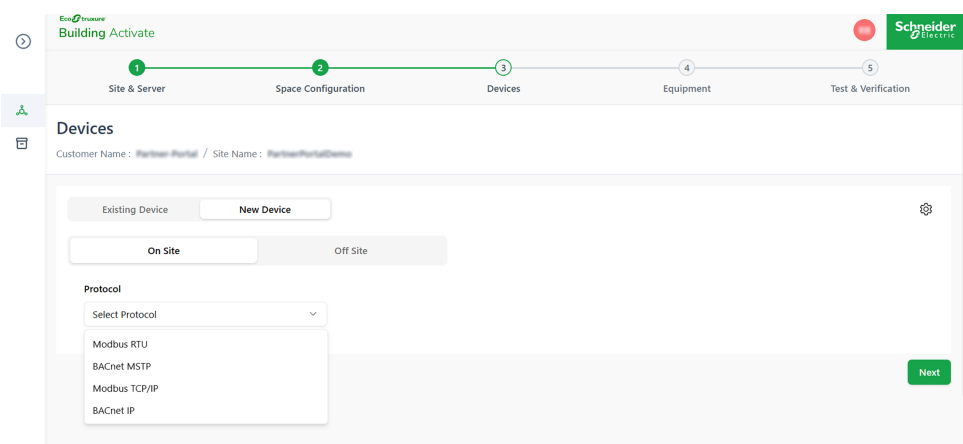 EcoStruxure
Building Activate
Schneider
Electric
1 2 3 4 5
Site & Server Space Configuration Devices Equipment Test & Verification
Devices
Customer Name : / Site Name :
Existing Device New Device
On Site Off Site
Protocol
Select Protocol
Modbus RTU
BACnet MSTP
Modbus TCP/IP
BACnet IP
Next